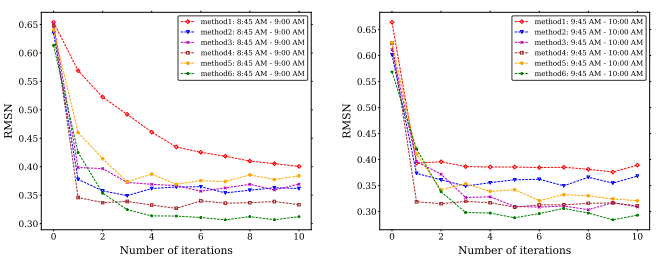 method1: 8:45 AM - 9:00 AM
method2: 8:45 AM - 9:00 AM
method3: 8:45 AM - 9:00 AM
method4: 8:45 AM - 9:00 AM
method5: 8:45 AM - 9:00 AM
method6: 8:45 AM - 9:00 AM
0.65
0.60
0.55
0.50
0.45
0.40
0.35
0.30
RMSN
0 2 4 6 8 10
Number of iterations
method1: 9:45 AM - 10:00 AM
method2: 9:45 AM - 10:00 AM
method3: 9:45 AM - 10:00 AM
method4: 9:45 AM - 10:00 AM
method5: 9:45 AM - 10:00 AM
method6: 9:45 AM - 10:00 AM
0.65
0.60
0.55
0.50
0.45
0.40
0.35
0.30
RMSN
0 2 4 6 8 10
Number of iterations